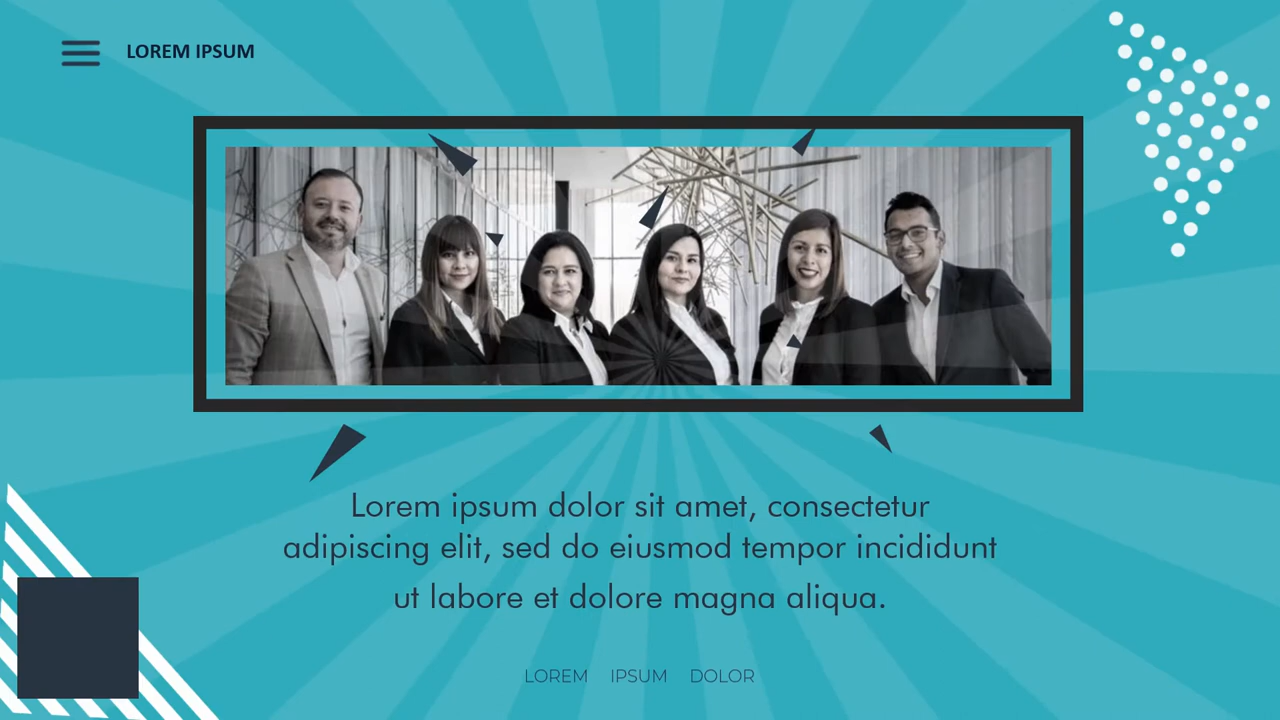 LOREM IPSUM
Lorem ipsum dolor sit amet, consectetur
adipiscing elit, sed do eiusmod tempor incididunt
ut labore et dolore magna aliqua.
LOREM IPSUM DOLOR